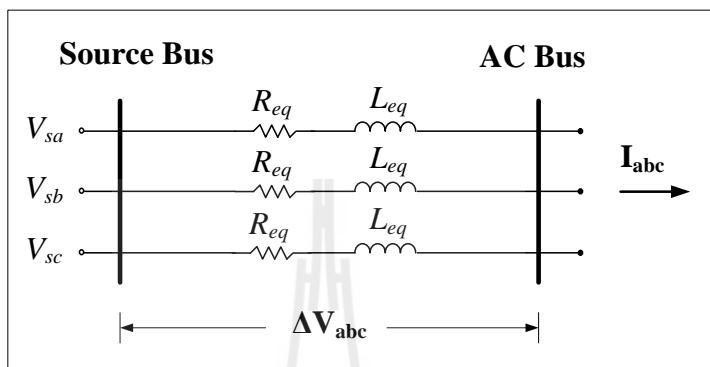 Source Bus AC Bus
R_eq L_eq
V_sa
I_abc
R_eq L_eq
V_sb
R_eq L_eq
V_sc
ΔV_abc